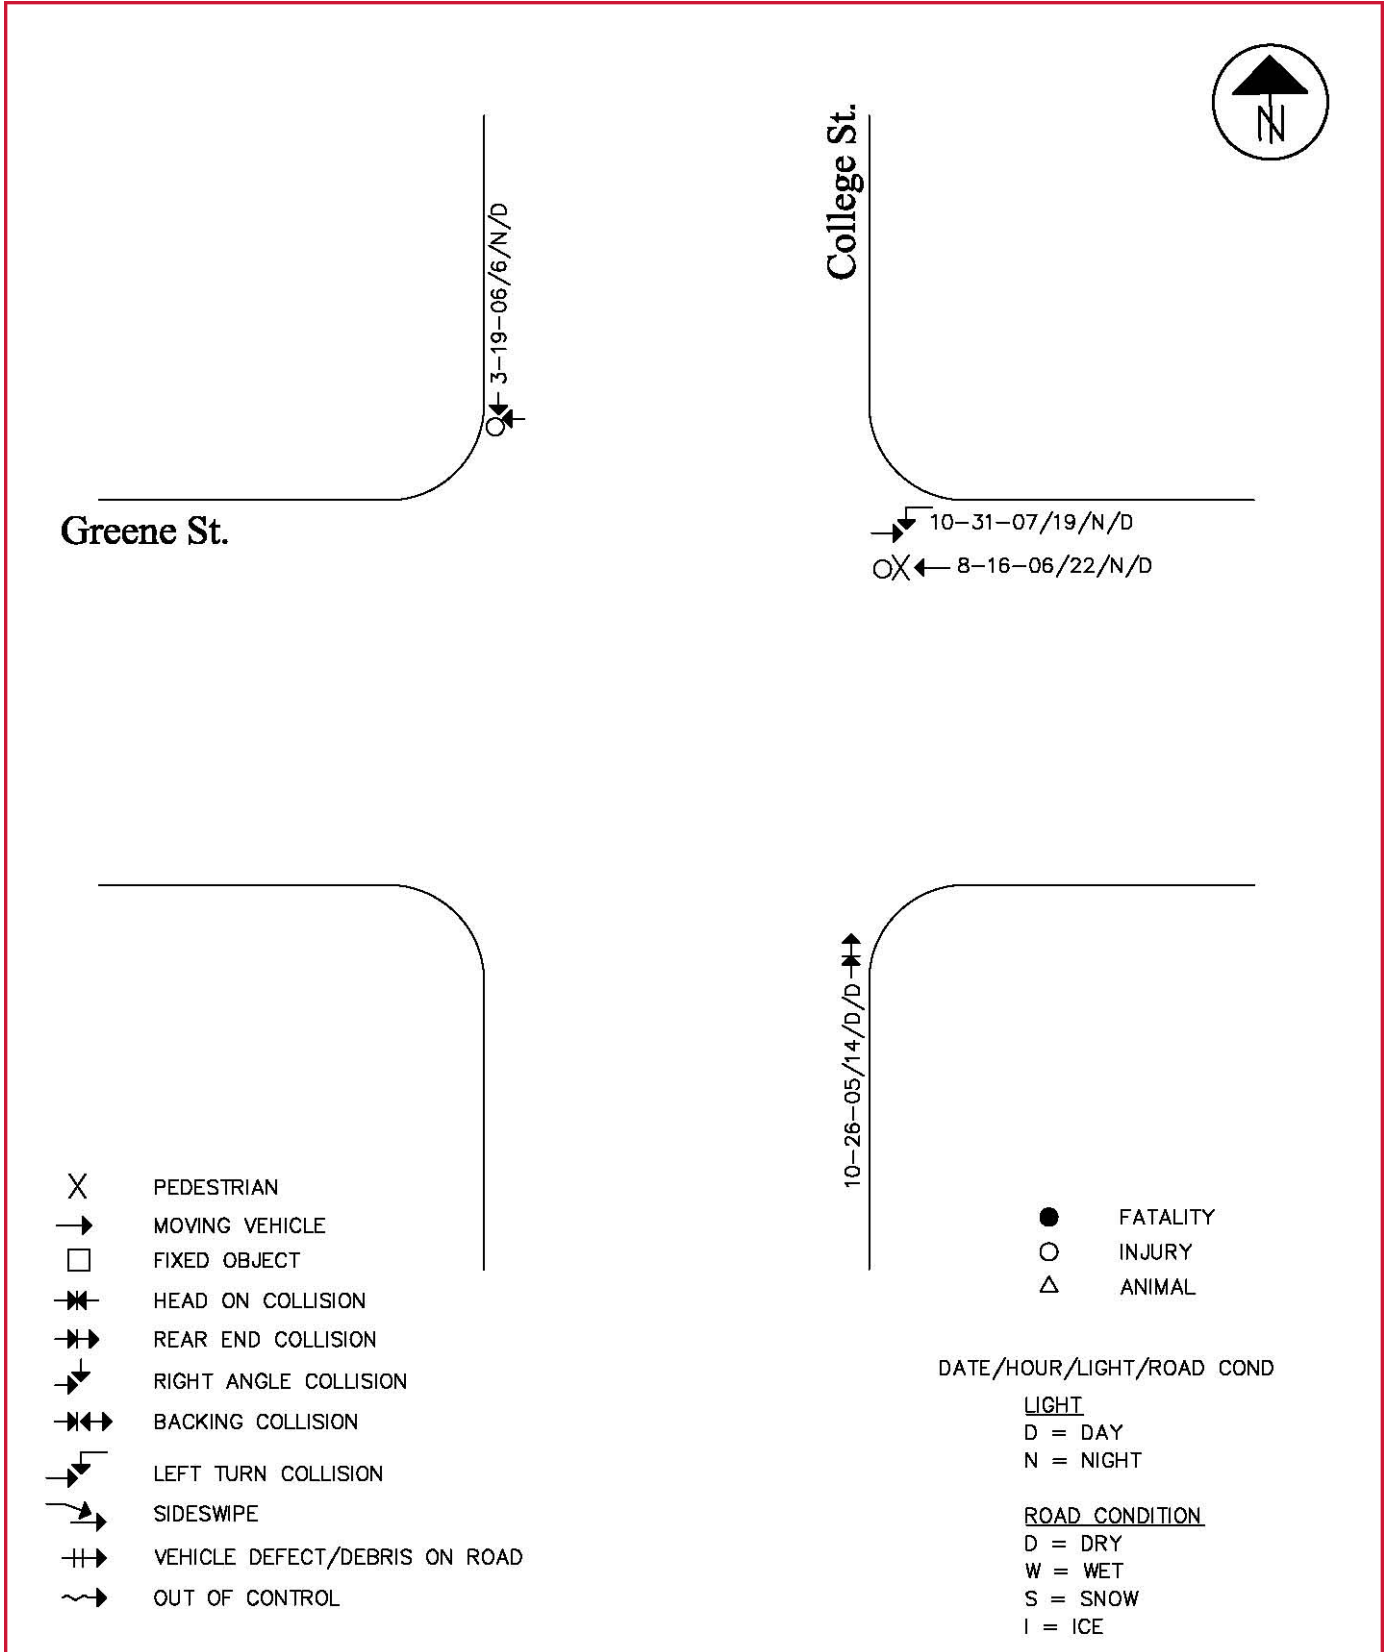 N
College St.
3-19-06/6/N/D
Greene St.
10-31-07/19/N/D
X 8-16-06/22/N/D
10-26-05/14/D/D
X PEDESTRIAN
MOVING VEHICLE
FIXED OBJECT
HEAD ON COLLISION
REAR END COLLISION
RIGHT ANGLE COLLISION
BACKING COLLISION
LEFT TURN COLLISION
SIDESWIPE
VEHICLE DEFECT/DEBRIS ON ROAD
OUT OF CONTROL
FATALITY
INJURY
ANIMAL
DATE/HOUR/LIGHT/ROAD COND
LIGHT
D = DAY
N = NIGHT
ROAD CONDITION
D = DRY
W = WET
S = SNOW
I = ICE